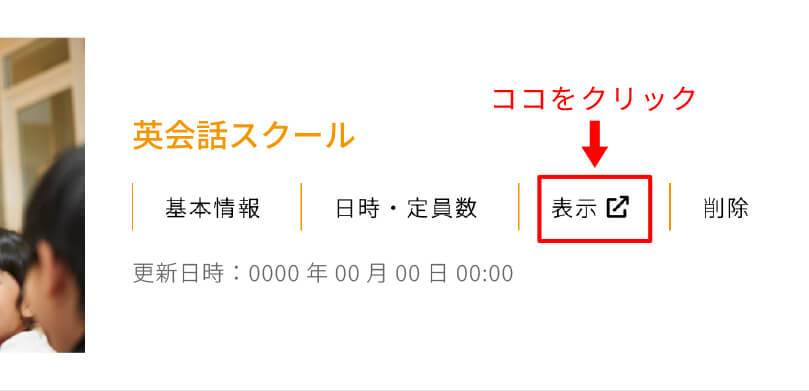 ココをクリック
英会話スクール
基本情報 日時・定員数 表示 削除
更新日時：0000 年 00 月 00 日 00:00